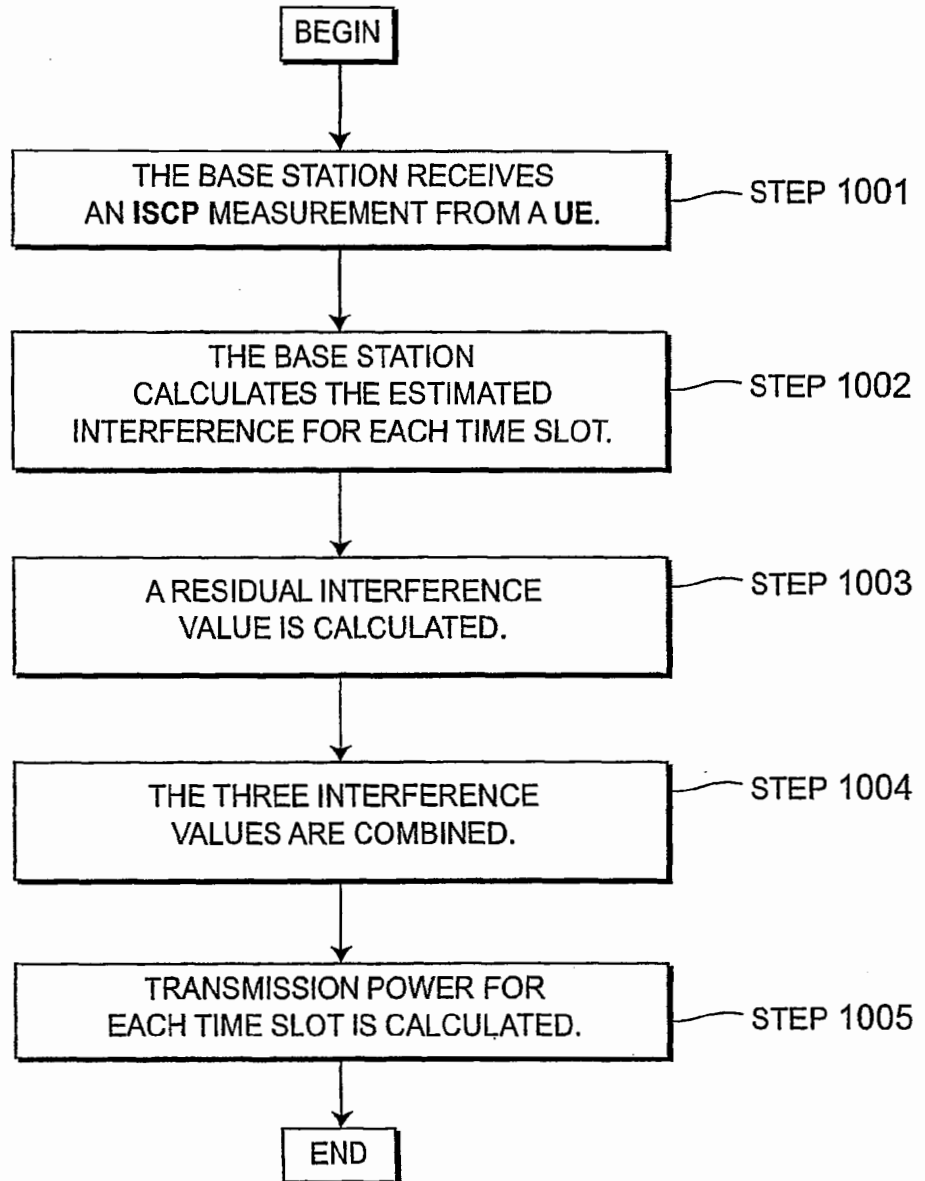 BEGIN
THE BASE STATION RECEIVES
AN ISCP MEASUREMENT FROM A UE.
STEP 1001
THE BASE STATION
CALCULATES THE ESTIMATED
INTERFERENCE FOR EACH TIME SLOT.
STEP 1002
A RESIDUAL INTERFERENCE
VALUE IS CALCULATED.
STEP 1003
THE THREE INTERFERENCE
VALUES ARE COMBINED.
STEP 1004
TRANSMISSION POWER FOR
EACH TIME SLOT IS CALCULATED.
STEP 1005
END